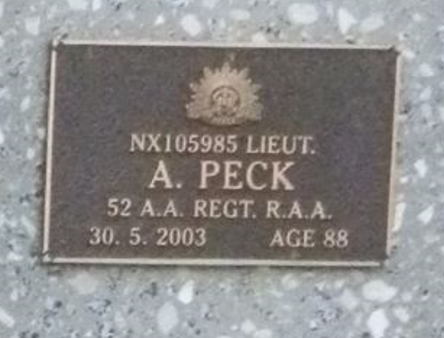 NX105985 LIEUT.
A. PECK
52 A.A. REGT. R.A.A.
30. 5. 2003 AGE 88